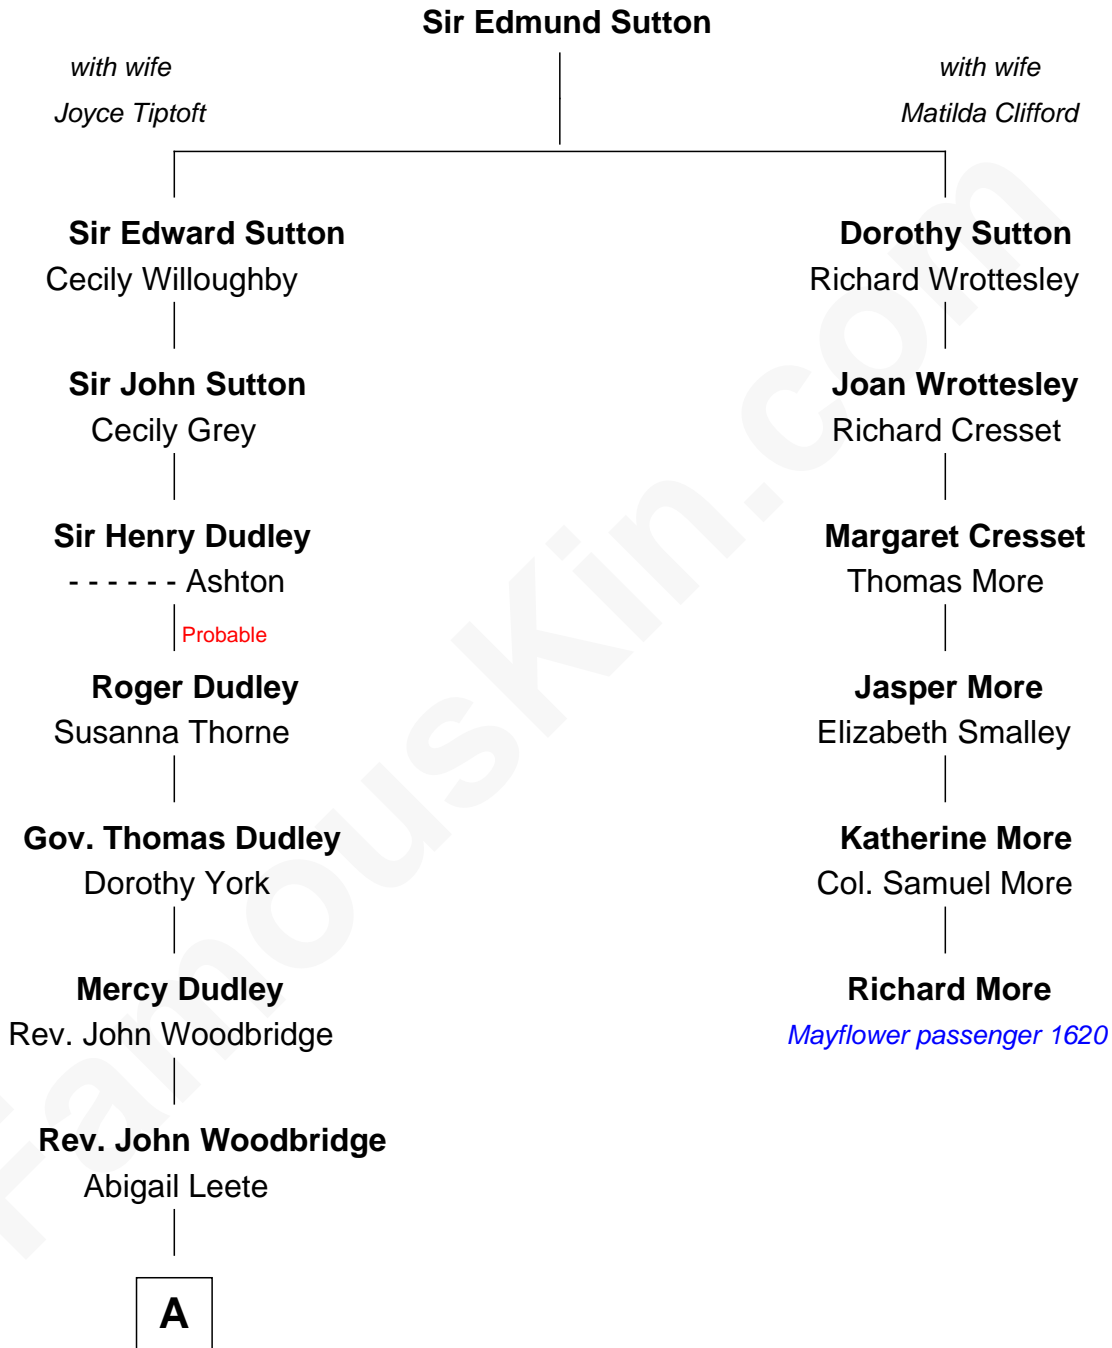 Sir Edmund Sutton
with wife
Joyce Tiptoft
with wife
Matilda Clifford
Sir Edward Sutton
Cecily Willoughby
Dorothy Sutton
Richard Wrottesley
Sir John Sutton
Cecily Grey
Joan Wrottesley
Richard Cresset
Sir Henry Dudley
- - - - - - Ashton
Margaret Cresset
Thomas More
Probable
Roger Dudley
Susanna Thorne
Jasper More
Elizabeth Smalley
Gov. Thomas Dudley
Dorothy York
Katherine More
Col. Samuel More
Mercy Dudley
Rev. John Woodbridge
Richard More
Mayflower passenger 1620
Rev. John Woodbridge
Abigail Leete
A
FamousKin.com